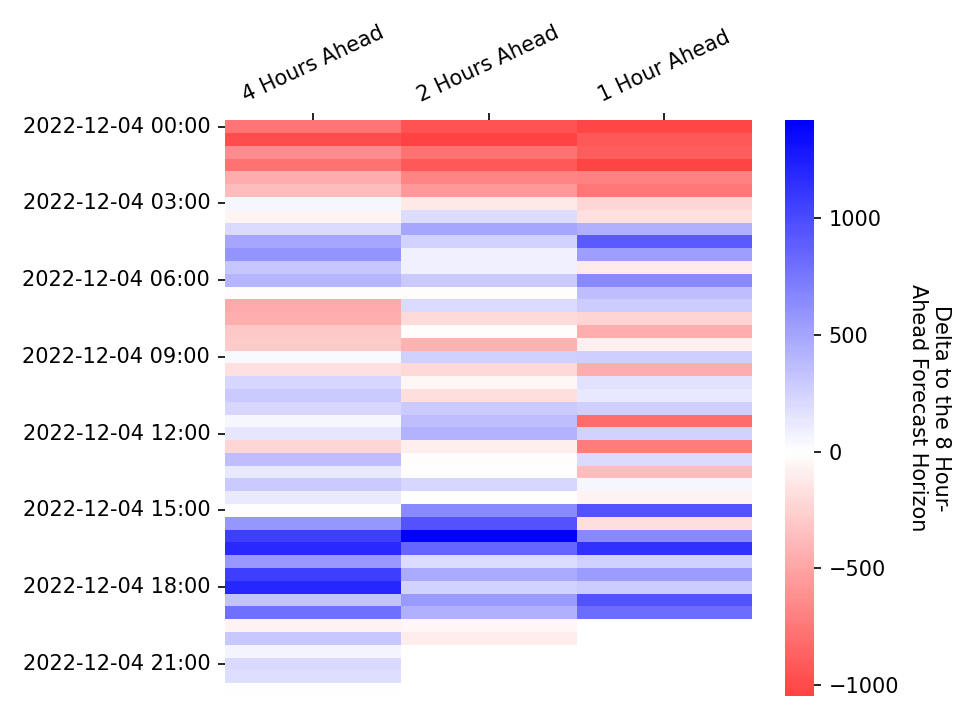 4 Hours Ahead
2 Hours Ahead
1 Hour Ahead
2022-12-04 00:00
2022-12-04 03:00
2022-12-04 06:00
2022-12-04 09:00
2022-12-04 12:00
2022-12-04 15:00
2022-12-04 18:00
2022-12-04 21:00
1000
500
0
−500
−1000
Delta to the 8 Hour-
Ahead Forecast Horizon